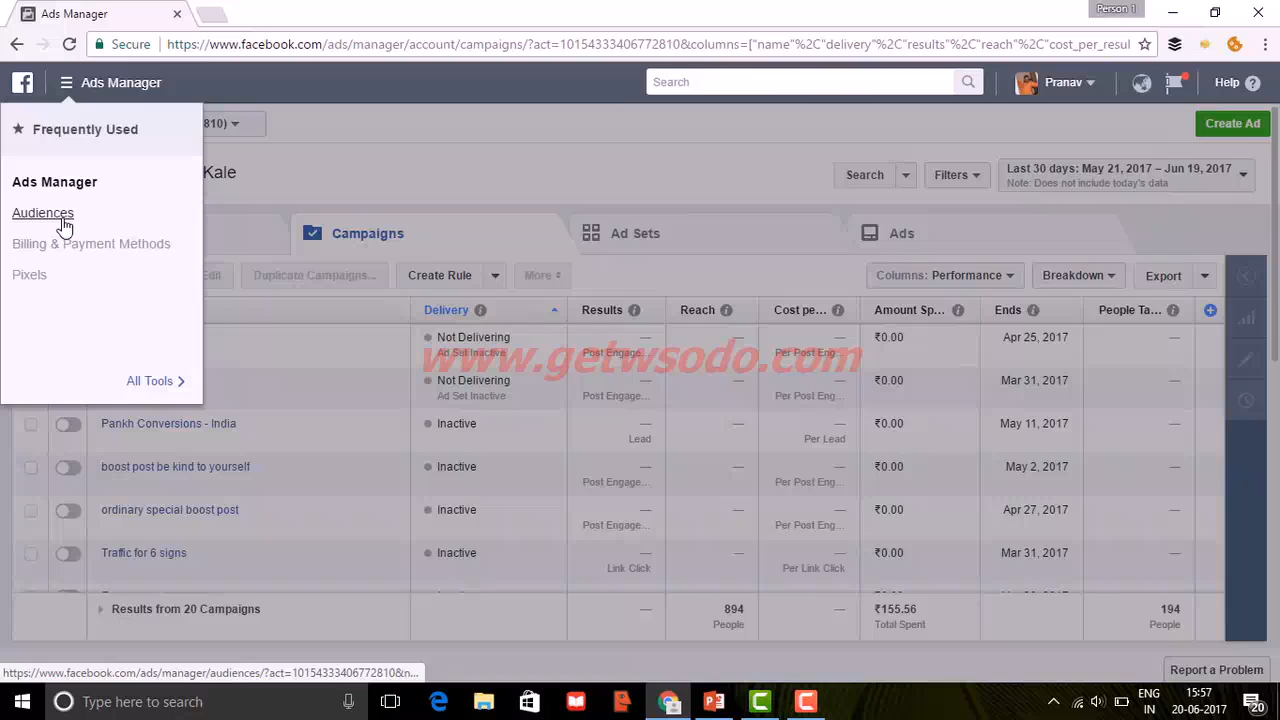 Ads Manager
Person 1
Secure
https://www.facebook.com/ads/manager/account/campaigns/?act=10154333406772810&columns=["name"%2C"delivery"%2C"results"%2C"reach"%2C"cost_per_resul
Ads Manager
Search
Pranav
Help
Frequently Used
810)
Create Ad
Ads Manager
Kale
Search
Filters
Last 30 days: May 21, 2017 – Jun 19, 2017
Note: Does not include today's data
Audiences
Billing & Payment Methods
Pixels
Campaigns
Ad Sets
Ads
Edit
Duplicate Campaigns...
Create Rule
More
Columns: Performance
Breakdown
Export
Delivery
Results
Reach
Cost pe...
Amount Sp...
Ends
People Ta...
Not Delivering — — — ₹0.00 Apr 25, 2017 —
Ad Set Inactive Post Engage... Per Post Eng...
www.getwsodo.com
Not Delivering — — — ₹0.00 Mar 31, 2017 —
Ad Set Inactive Post Engage... Per Post Eng...
All Tools
Pankh Conversions - India Inactive — — — ₹0.00 May 11, 2017 —
Lead Per Lead
boost post be kind to yourself Inactive — — — ₹0.00 May 2, 2017 —
Post Engage... Per Post Eng...
ordinary special boost post Inactive — — — ₹0.00 Apr 27, 2017 —
Post Engage... Per Post Eng...
Traffic for 6 signs Inactive — — — ₹0.00 Mar 31, 2017 —
Link Click Per Link Click
Results from 20 Campaigns — 894 — ₹155.56 194
People Total Spent People
https://www.facebook.com/ads/manager/audiences/?act=10154333406772810&n...
Report a Problem
Type here to search
ENG
IN
15:57
20-06-2017
20